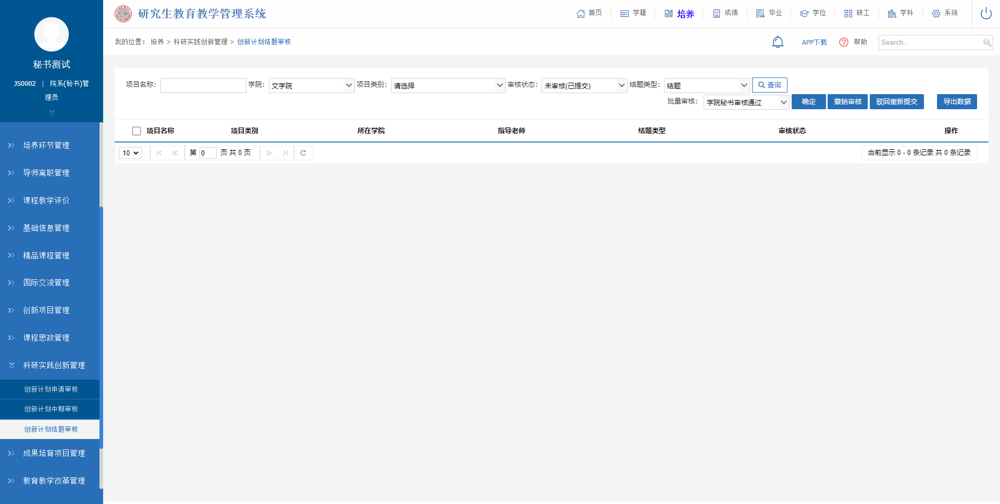 研究生教育教学管理系统
首页 学籍 培养 成绩 毕业 学位 研工 学科 系统
我的位置： 培养 > 科研实践创新管理 > 创新计划结题审核
APP下载 帮助 Search...
秘书测试
JS0002 | 院系(秘书)管
理员
培养环节管理
导师离职管理
课程教学评价
基础信息管理
精品课程管理
国际交流管理
创新项目管理
课程思政管理
科研实践创新管理
创新计划申请审核
创新计划中期审核
创新计划结题审核
成果培育项目管理
教育教学改革管理
项目名称： 学院： 文学院 项目类别： 请选择 审核状态： 未审核(已提交) 结题类型： 结题 查询
批量审核： 学院秘书审核通过 确定 撤销审核 驳回重新提交 导出数据
项目名称 项目类别 所在学院 指导老师 结题类型 审核状态 操作
10 第 0 页 共 0 页 当前显示 0 - 0 条记录 共 0 条记录